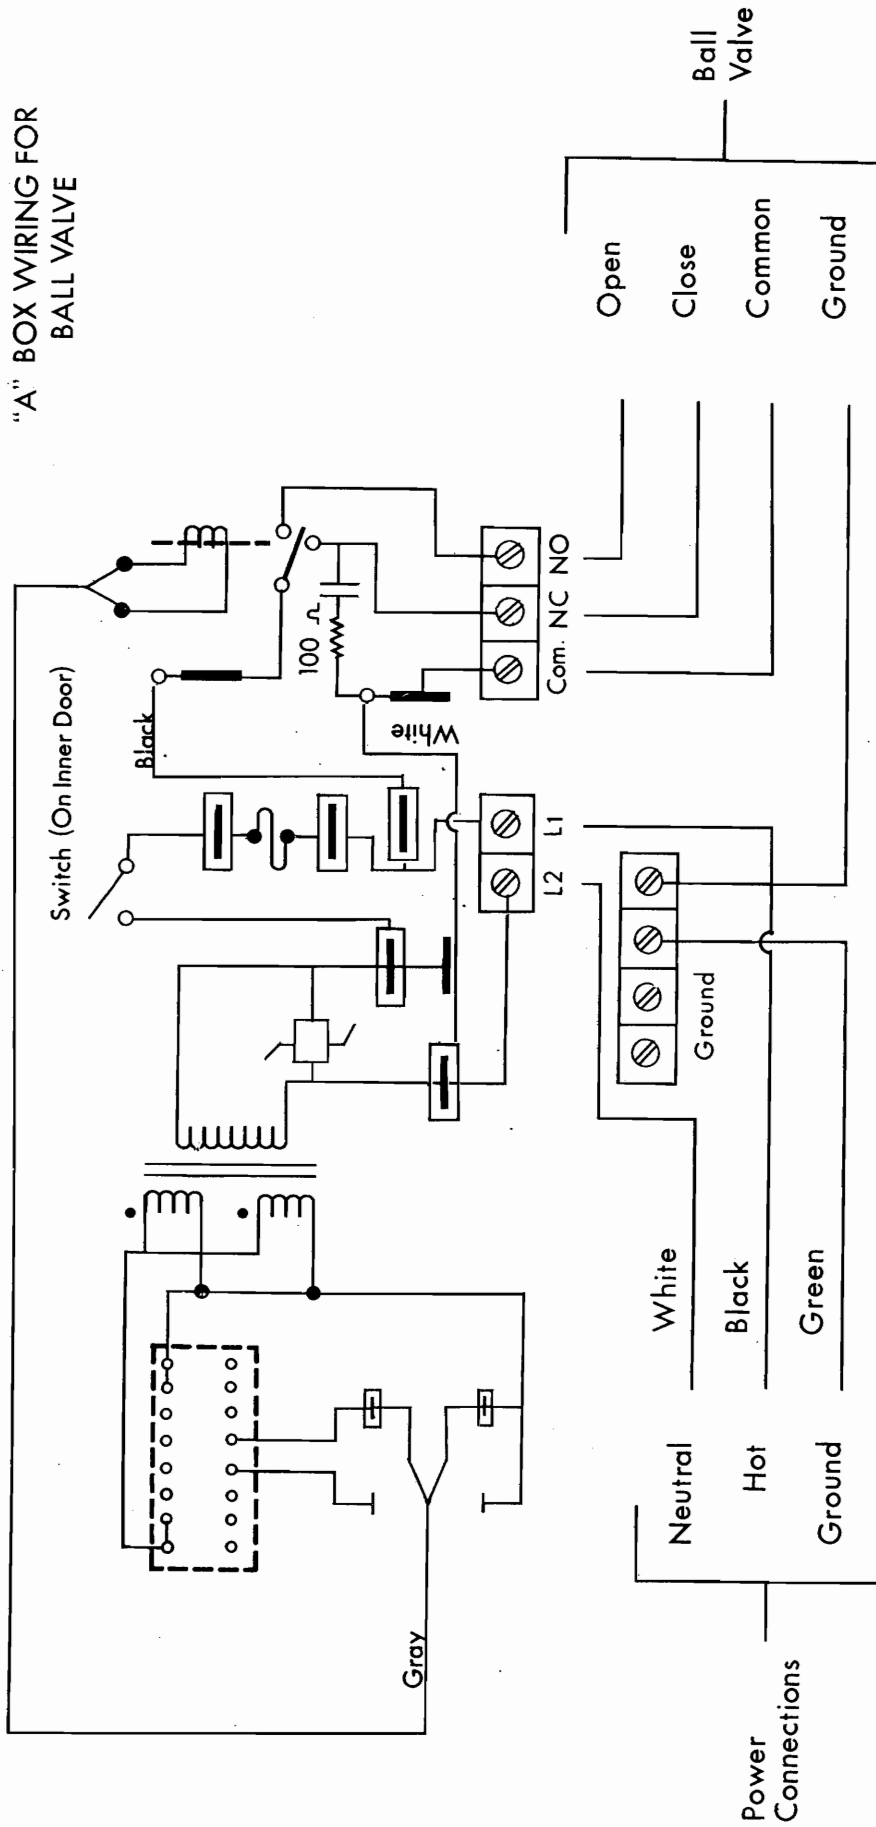 "A" BOX WIRING FOR
BALL VALVE
Switch (On Inner Door)
Black
100 Ω
White
Gray
L2
L1
Com.
NC
NO
Ground
Power
Connections
Neutral
White
Hot
Black
Ground
Green
Open
Close
Common
Ground
Ball
Valve